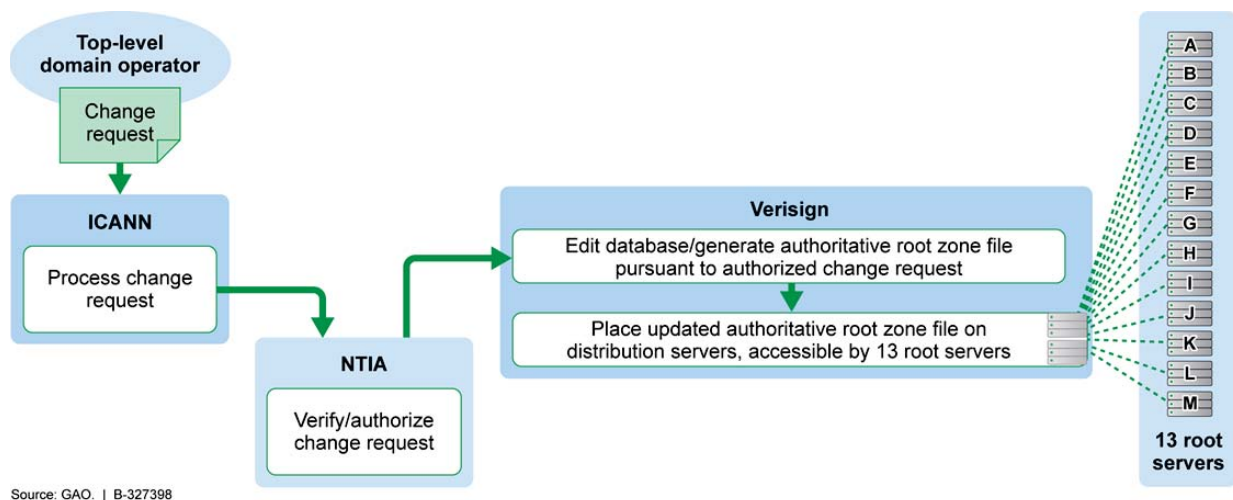 Top-level
domain operator
Change
request
ICANN
Process change
request
NTIA
Verify/authorize
change request
Verisign
Edit database/generate authoritative root zone file
pursuant to authorized change request
Place updated authoritative root zone file on
distribution servers, accessible by 13 root servers
A
B
C
D
E
F
G
H
I
J
K
L
M
13 root
servers
Source: GAO. | B-327398